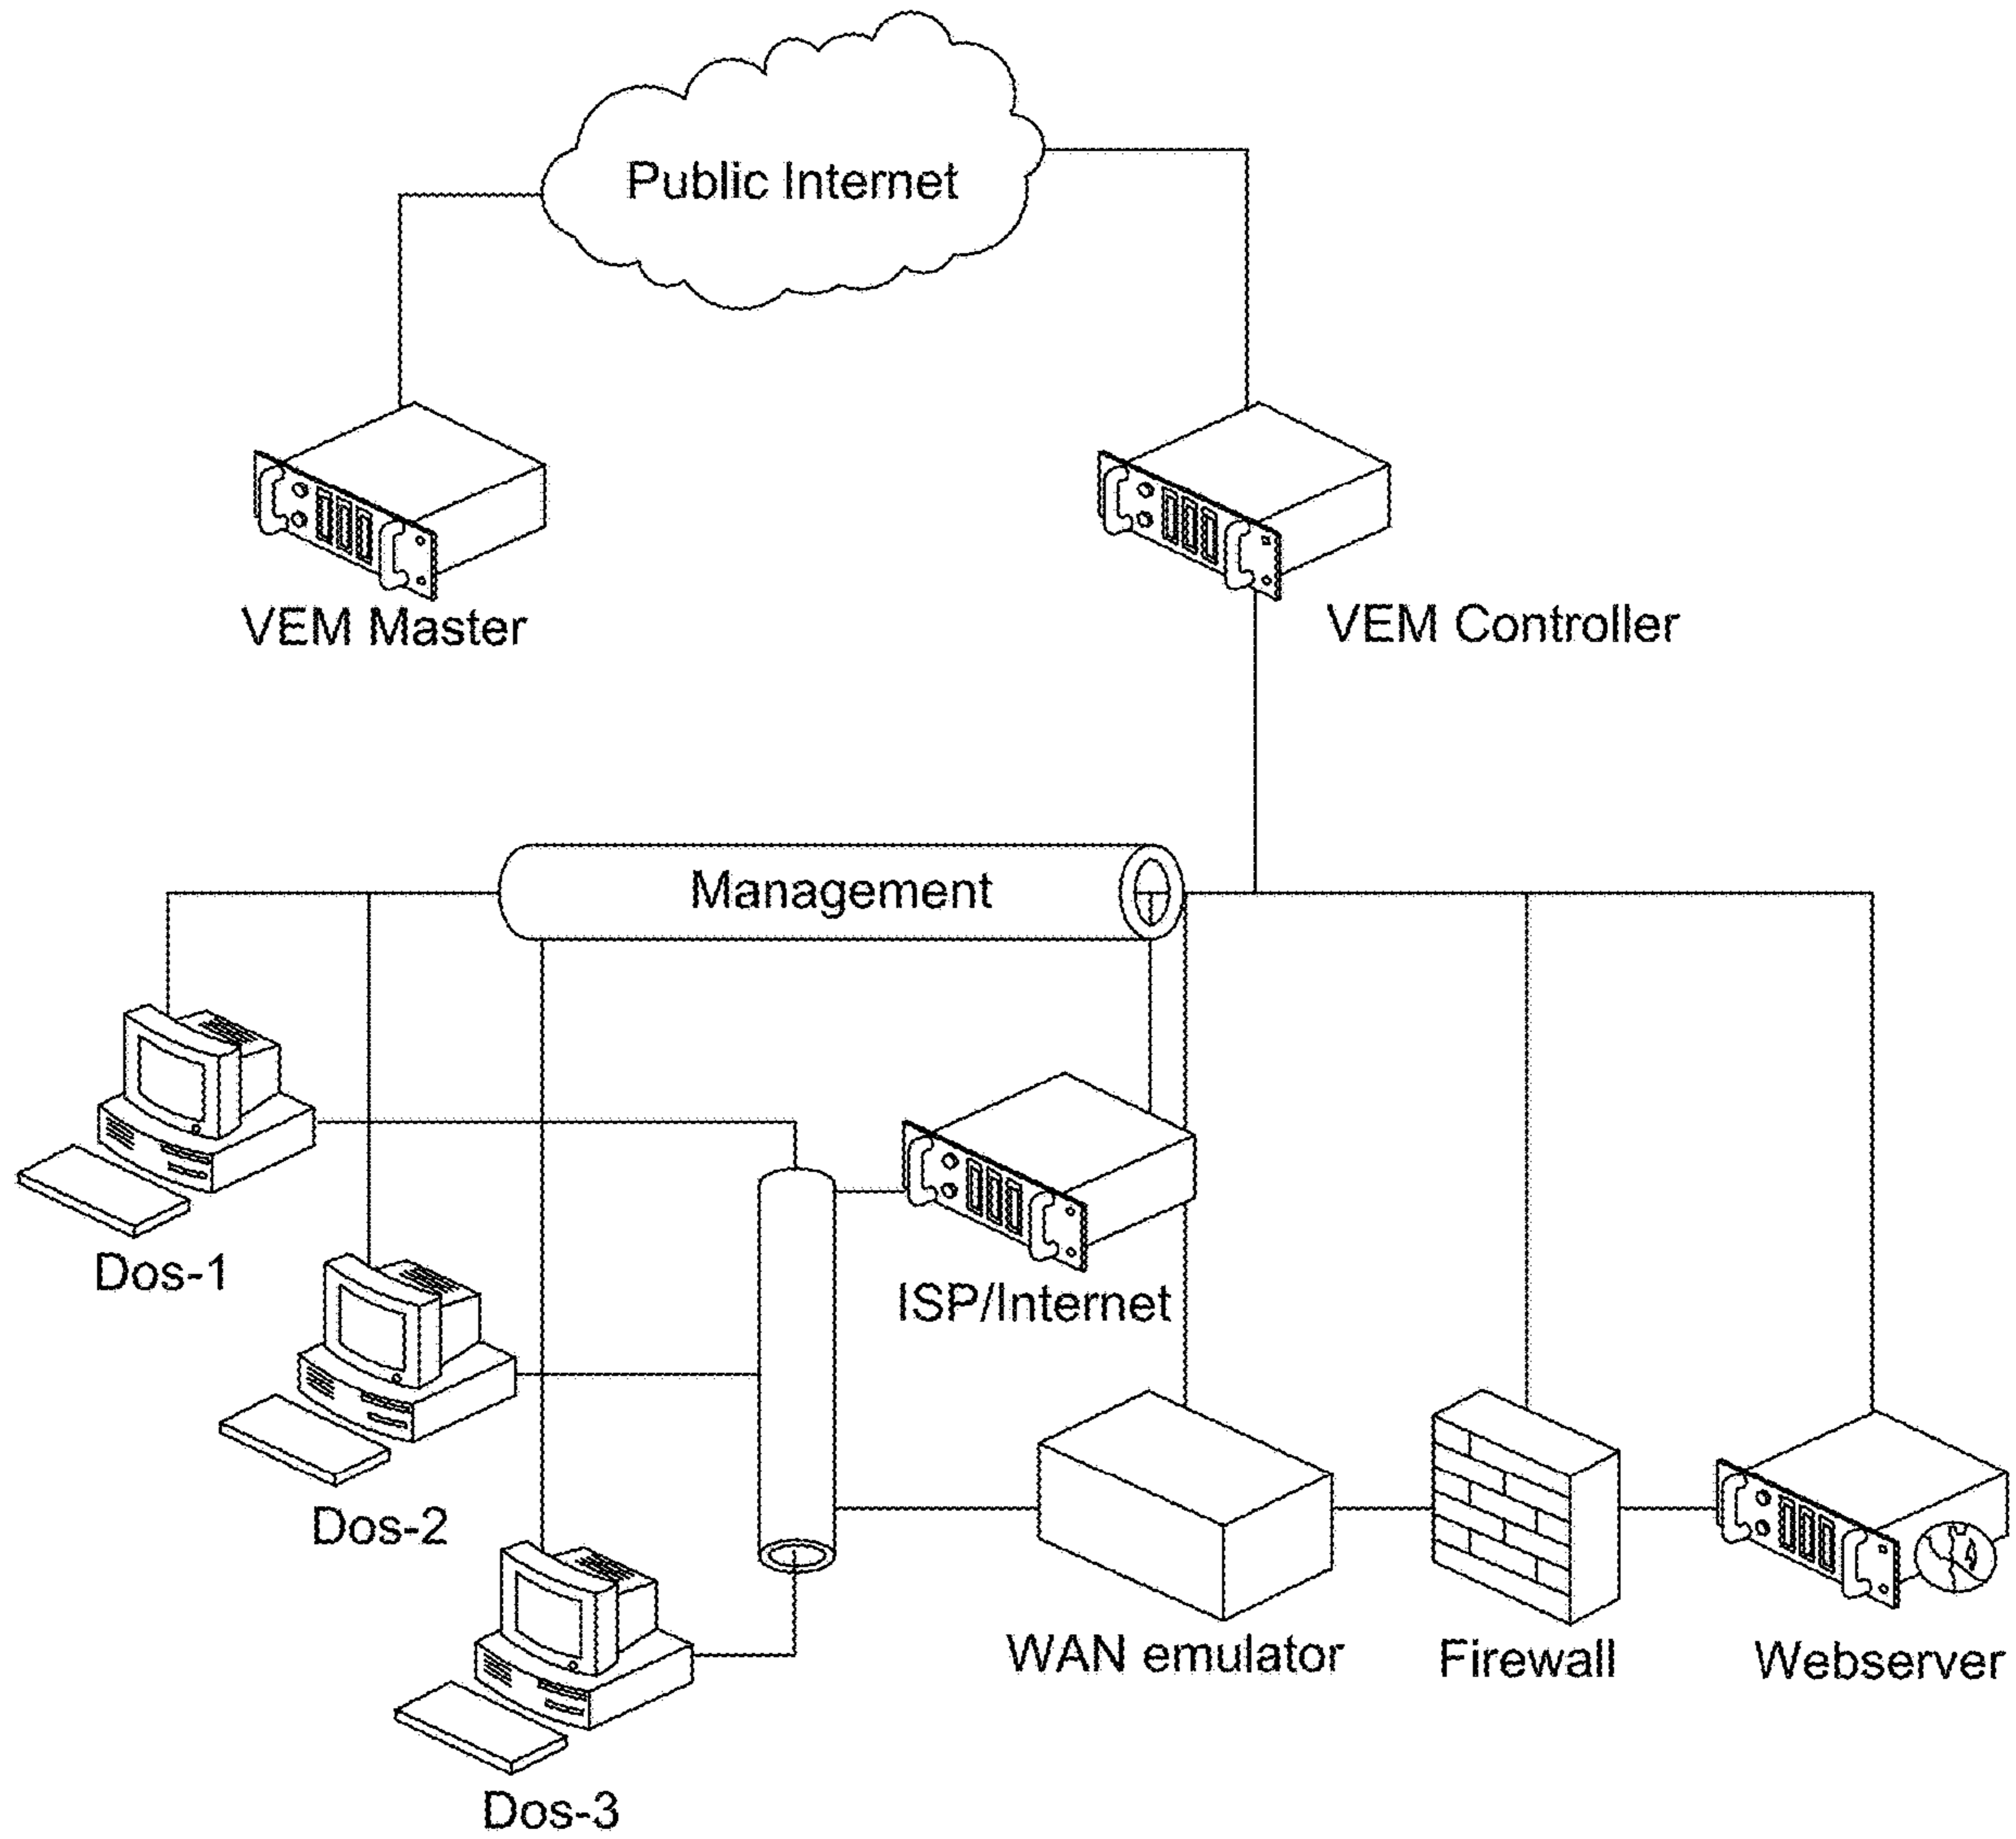 Public Internet
VEM Master
VEM Controller
Management
Dos-1
ISP/Internet
Dos-2
WAN emulator
Firewall
Webserver
Dos-3